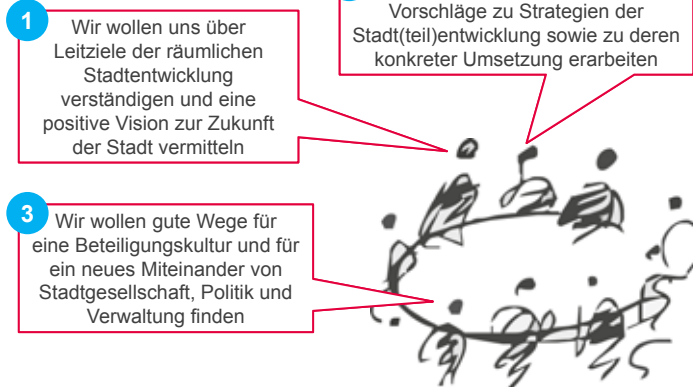 1
Wir wollen uns über
Leitziele der räumlichen
Stadtentwicklung
verständigen und eine
positive Vision zur Zukunft
der Stadt vermitteln
Vorschläge zu Strategien der
Stadt(teil)entwicklung sowie zu deren
konkreter Umsetzung erarbeiten
3
Wir wollen gute Wege für
eine Beteiligungskultur und für
ein neues Miteinander von
Stadtgesellschaft, Politik und
Verwaltung finden